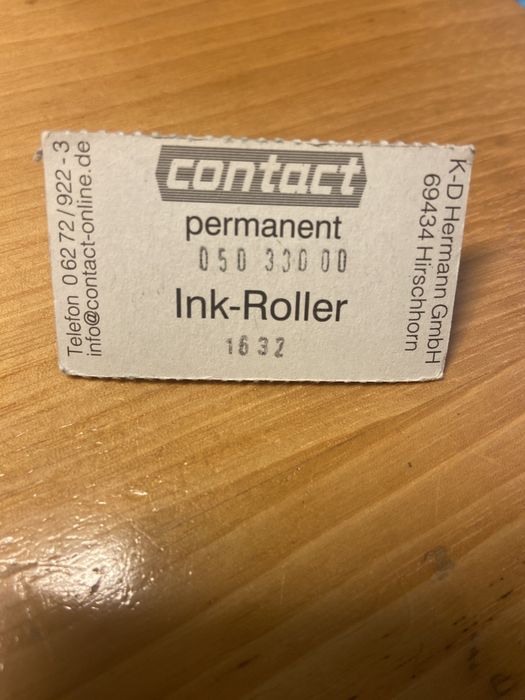 contact
permanent
050 330 00
Ink-Roller
1632
Telefon 0 62 72 / 922 - 3
info@contact-online.de
K-D Hermann GmbH
69434 Hirschhorn